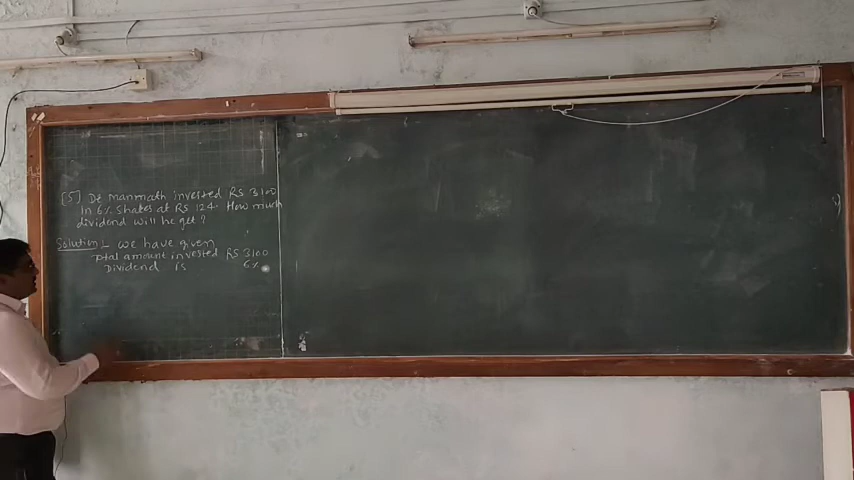 [5] De manmath invested Rs 3100
in 6% Shares at Rs 124. How much
dividend will he get?
Solution :- we have given
total amount invested Rs 3100
Dividend is 6%